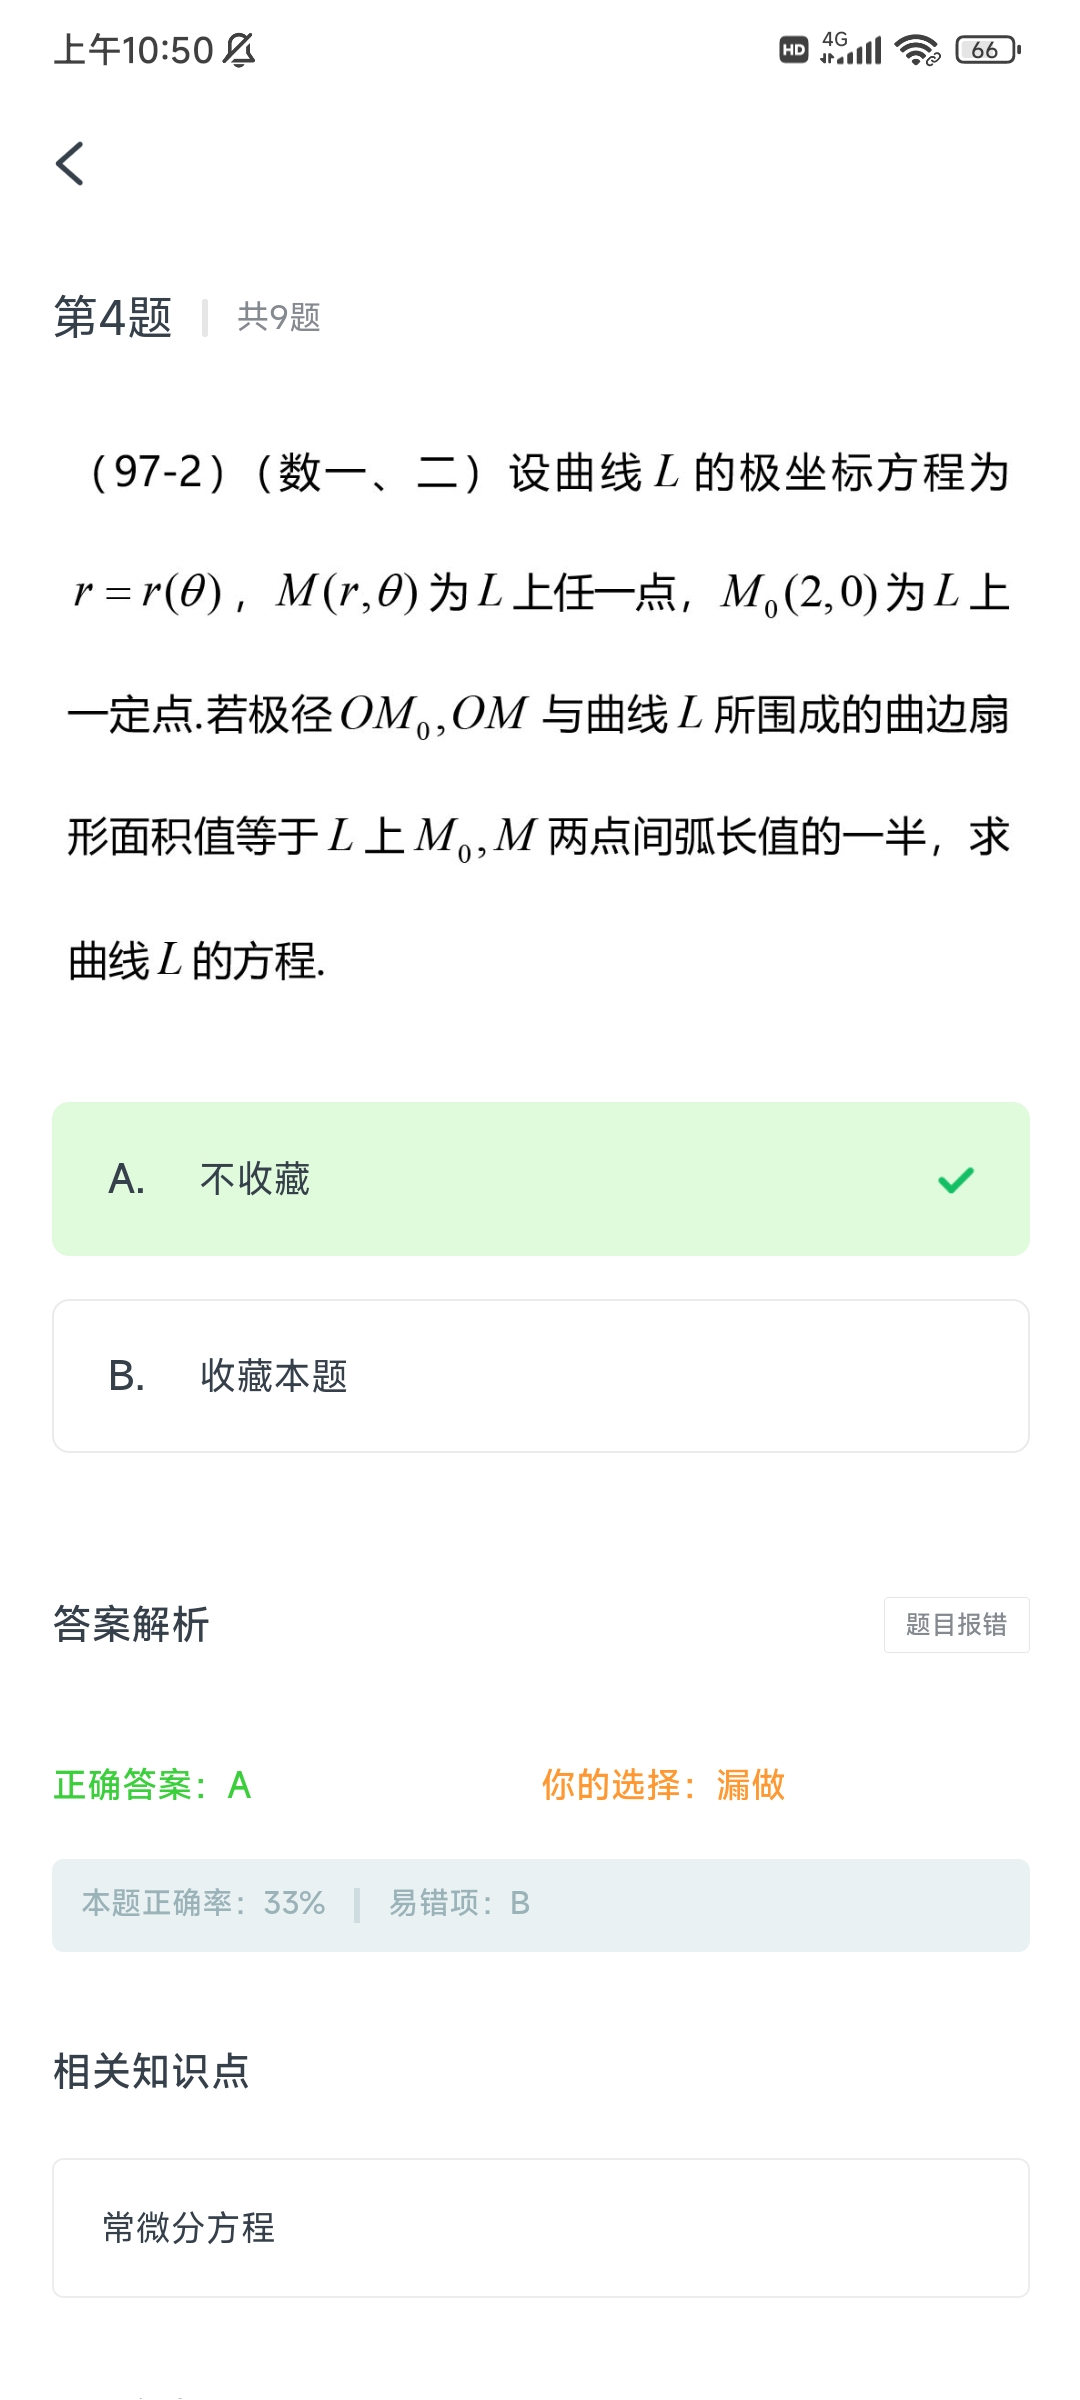 上午10:50
HD 4G 66
第4题 | 共9题
（97-2）（数一、二）设曲线 L 的极坐标方程为
r = r(θ)，M(r,θ) 为 L 上任一点，M₀(2,0) 为 L 上
一定点.若极径 OM₀,OM 与曲线 L 所围成的曲边扇
形面积值等于 L 上 M₀,M 两点间弧长值的一半，求
曲线 L 的方程.
A. 不收藏
B. 收藏本题
答案解析 题目报错
正确答案：A 你的选择：漏做
本题正确率：33% | 易错项：B
相关知识点
常微分方程